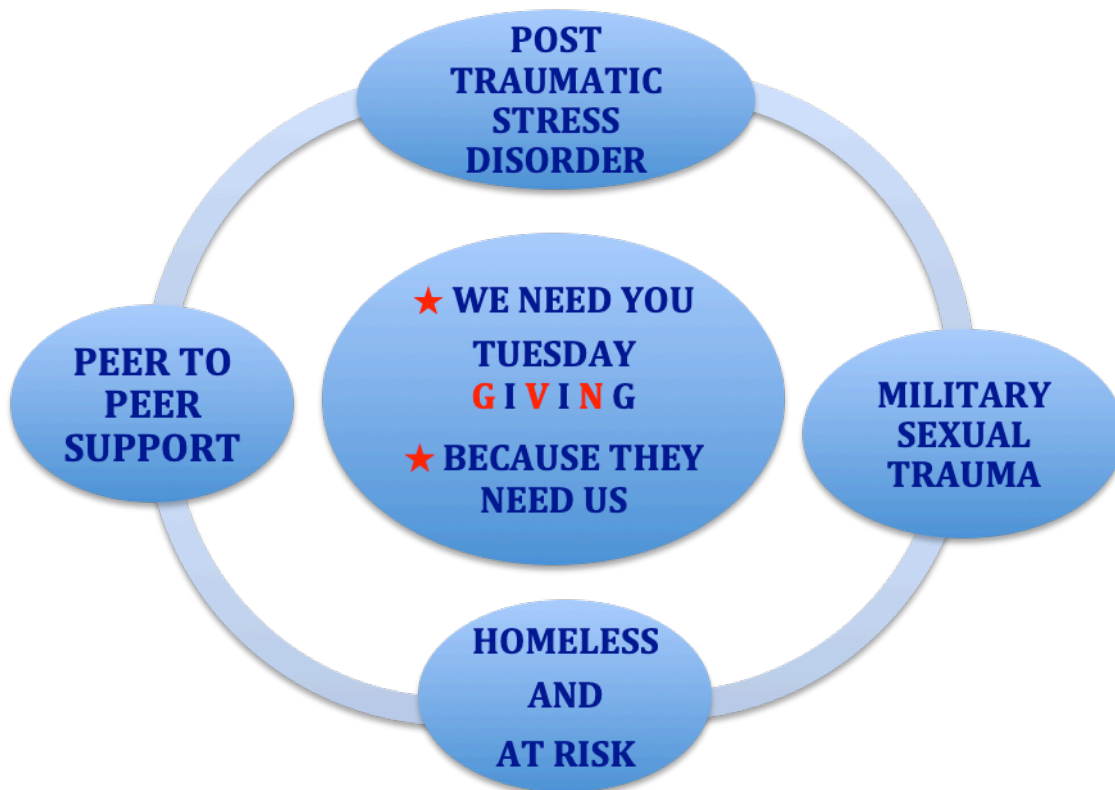 POST
TRAUMATIC
STRESS
DISORDER
★ WE NEED YOU
TUESDAY
G I V I N G
★ BECAUSE THEY
NEED US
PEER TO
PEER
SUPPORT
MILITARY
SEXUAL
TRAUMA
HOMELESS
AND
AT RISK